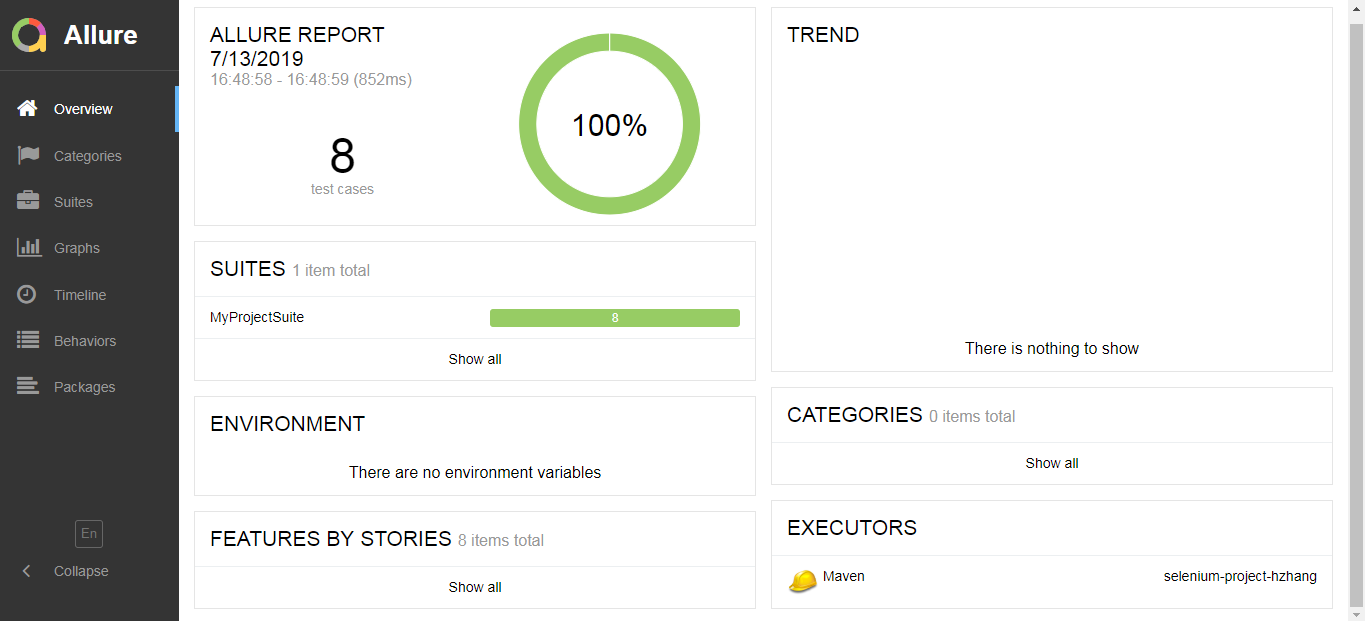 Allure
Overview
Categories
Suites
Graphs
Timeline
Behaviors
Packages
En
Collapse
ALLURE REPORT
7/13/2019
16:48:58 - 16:48:59 (852ms)
8
test cases
100%
SUITES 1 item total
MyProjectSuite 8
Show all
ENVIRONMENT
There are no environment variables
FEATURES BY STORIES 8 items total
Show all
TREND
There is nothing to show
CATEGORIES 0 items total
Show all
EXECUTORS
Maven selenium-project-hzhang